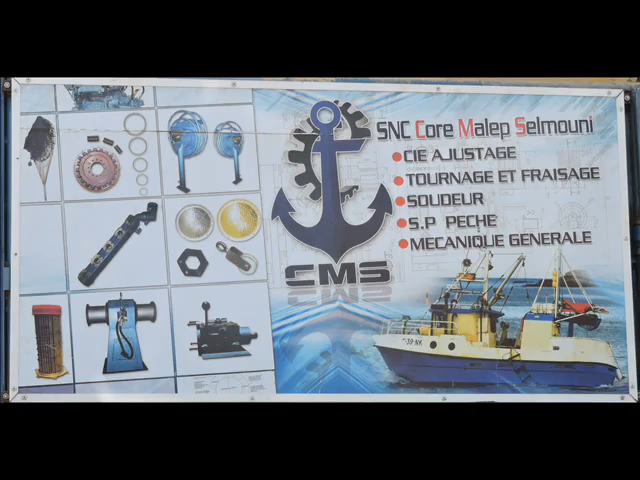 SNC Core Malep Selmouni
CIE AJUSTAGE
TOURNAGE ET FRAISAGE
SOUDEUR
S.P PECHE
MECANIQUE GENERALE
CMS